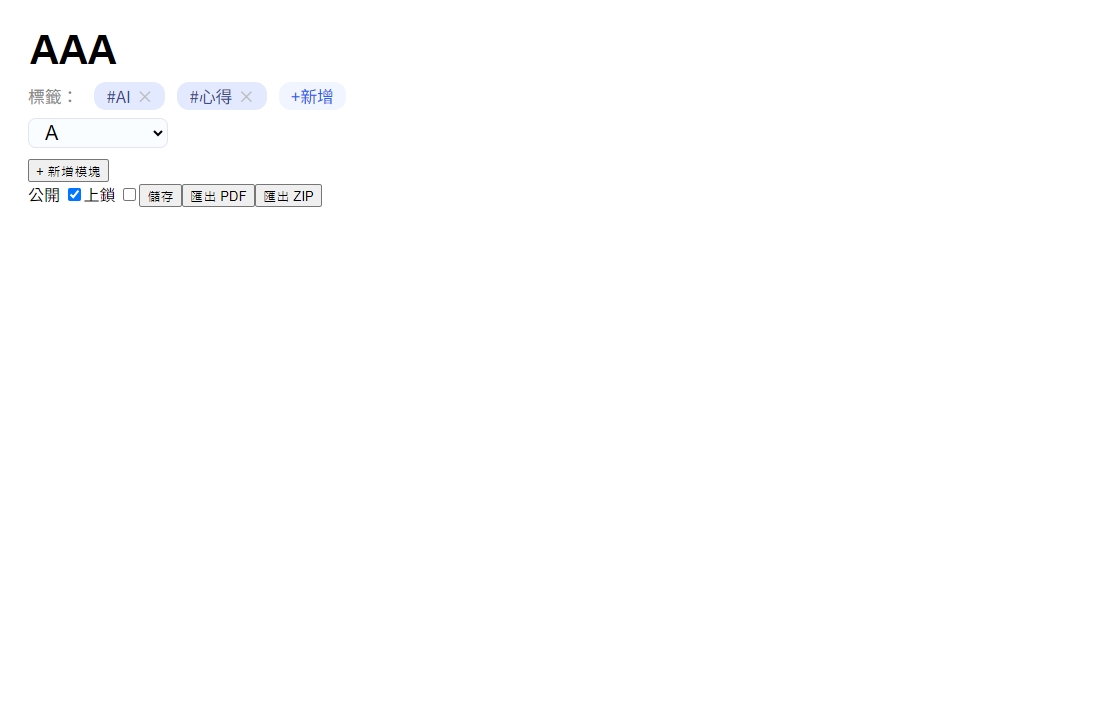 AAA
標籤： #AI × #心得 × +新增
A
+ 新增模塊
公開 上鎖 儲存 匯出 PDF 匯出 ZIP